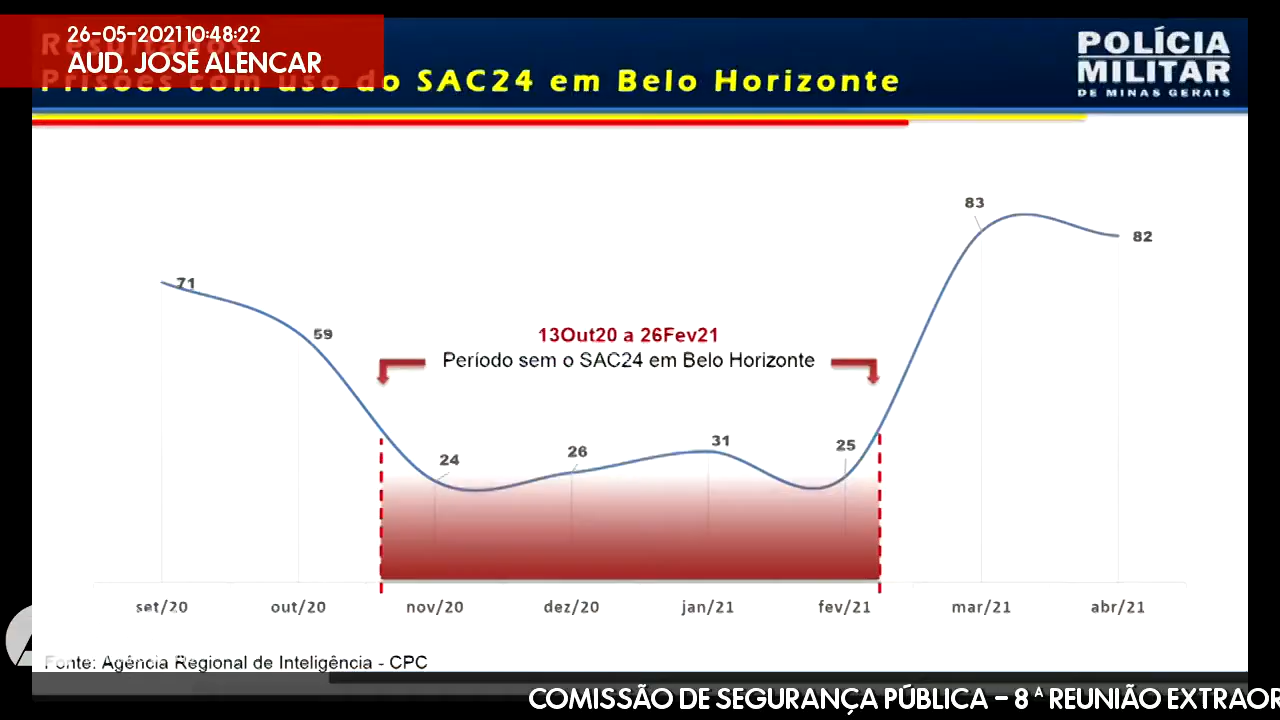 26-05-2021 10:48:22
AUD. JOSÉ ALENCAR
Resultados
Prisões com uso do SAC24 em Belo Horizonte
POLÍCIA
MILITAR
DE MINAS GERAIS
83
82
71
59
13Out20 a 26Fev21
Período sem o SAC24 em Belo Horizonte
24
26
31
25
set/20 out/20 nov/20 dez/20 jan/21 fev/21 mar/21 abr/21
Fonte: Agência Regional de Inteligência - CPC
COMISSÃO DE SEGURANÇA PÚBLICA – 8ª REUNIÃO EXTRAOR